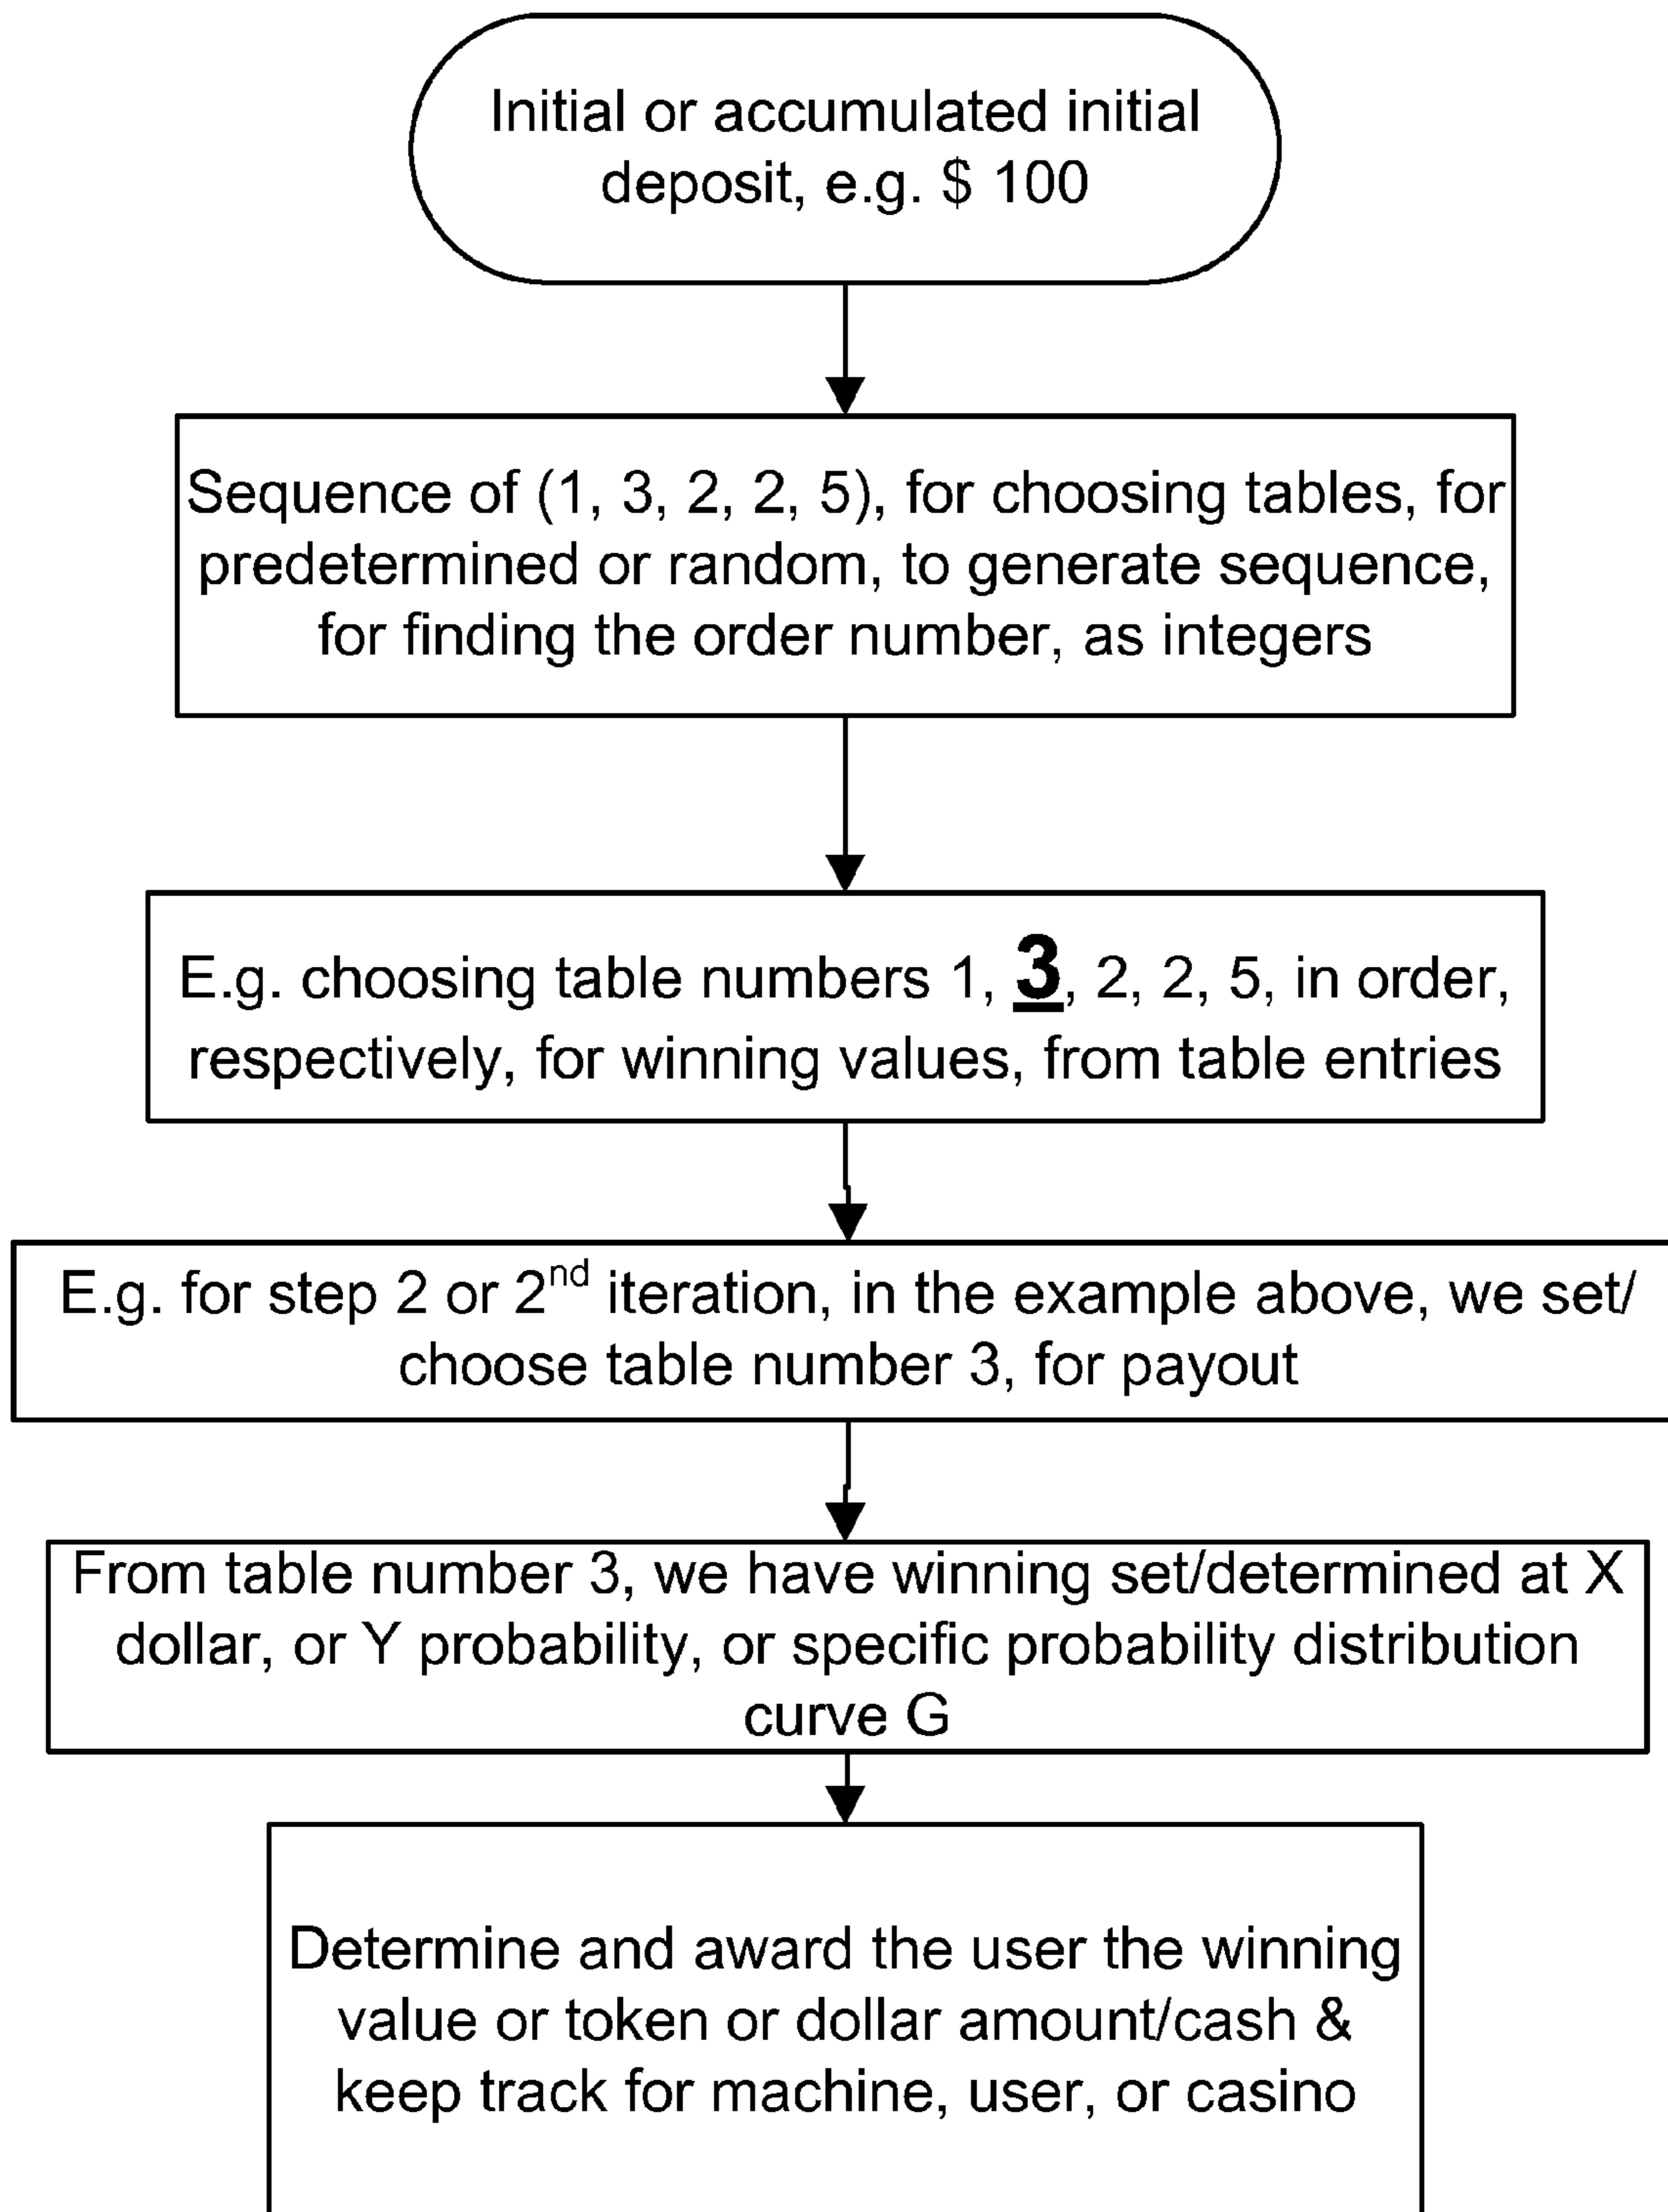 Initial or accumulated initial
deposit, e.g. $ 100
Sequence of (1, 3, 2, 2, 5), for choosing tables, for
predetermined or random, to generate sequence,
for finding the order number, as integers
E.g. choosing table numbers 1, 3, 2, 2, 5, in order,
respectively, for winning values, from table entries
E.g. for step 2 or 2nd iteration, in the example above, we set/
choose table number 3, for payout
From table number 3, we have winning set/determined at X
dollar, or Y probability, or specific probability distribution
curve G
Determine and award the user the winning
value or token or dollar amount/cash &
keep track for machine, user, or casino